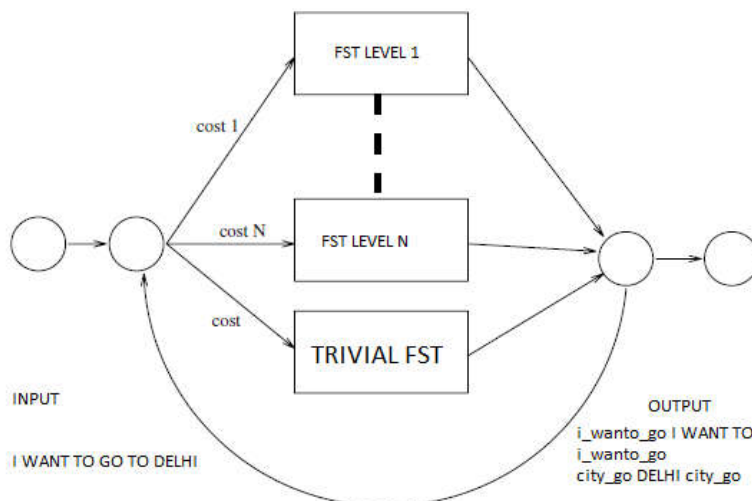 FST LEVEL 1
cost 1
cost N
FST LEVEL N
cost
TRIVIAL FST
INPUT
I WANT TO GO TO DELHI
OUTPUT
i_wanto_go I WANT TO
i_wanto_go
city_go DELHI city_go